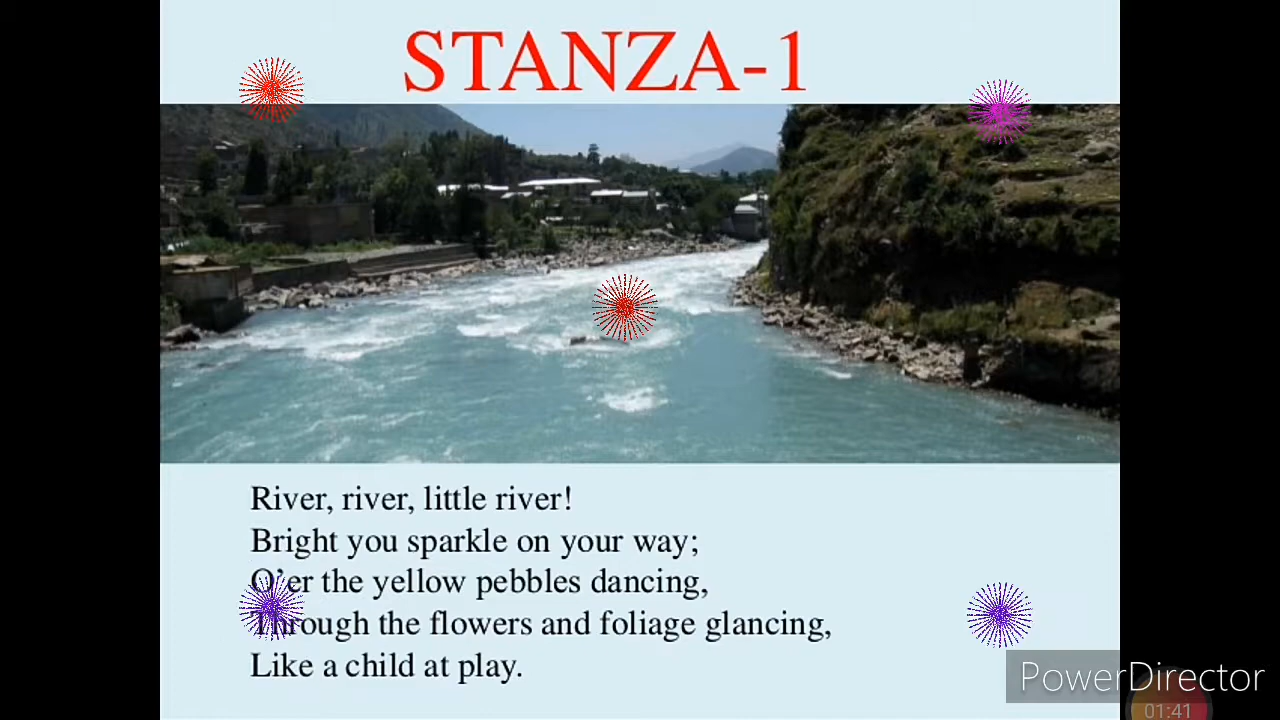 STANZA-1
River, river, little river!
Bright you sparkle on your way;
O'er the yellow pebbles dancing,
Through the flowers and foliage glancing,
Like a child at play.
PowerDirector
01:41